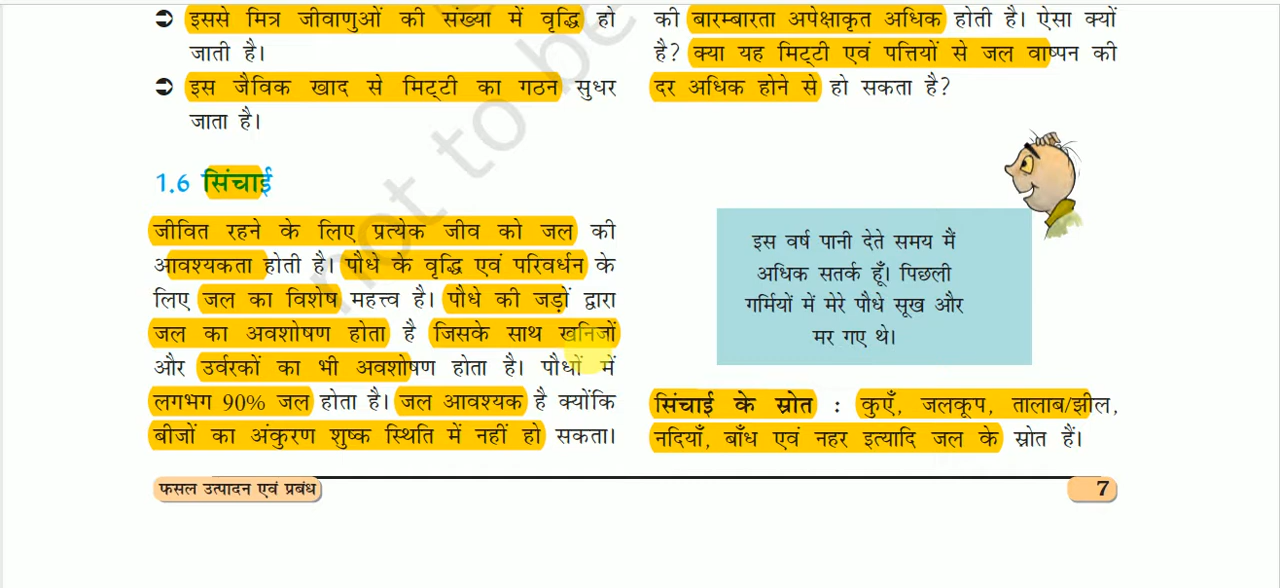 ➲ इससे मित्र जीवाणुओं की संख्या में वृद्धि हो
जाती है।
➲ इस जैविक खाद से मिट्टी का गठन सुधर
जाता है।
1.6 सिंचाई
जीवित रहने के लिए प्रत्येक जीव को जल की
आवश्यकता होती है। पौधे के वृद्धि एवं परिवर्धन के
लिए जल का विशेष महत्त्व है। पौधे की जड़ों द्वारा
जल का अवशोषण होता है जिसके साथ खनिजों
और उर्वरकों का भी अवशोषण होता है। पौधों में
लगभग 90% जल होता है। जल आवश्यक है क्योंकि
बीजों का अंकुरण शुष्क स्थिति में नहीं हो सकता।
की बारम्बारता अपेक्षाकृत अधिक होती है। ऐसा क्यों
है? क्या यह मिट्टी एवं पत्तियों से जल वाष्पन की
दर अधिक होने से हो सकता है?
इस वर्ष पानी देते समय मैं
अधिक सतर्क हूँ। पिछली
गर्मियों में मेरे पौधे सूख और
मर गए थे।
सिंचाई के स्रोत : कुएँ, जलकूप, तालाब/झील,
नदियाँ, बाँध एवं नहर इत्यादि जल के स्रोत हैं।
फसल उत्पादन एवं प्रबंध
7
not to be